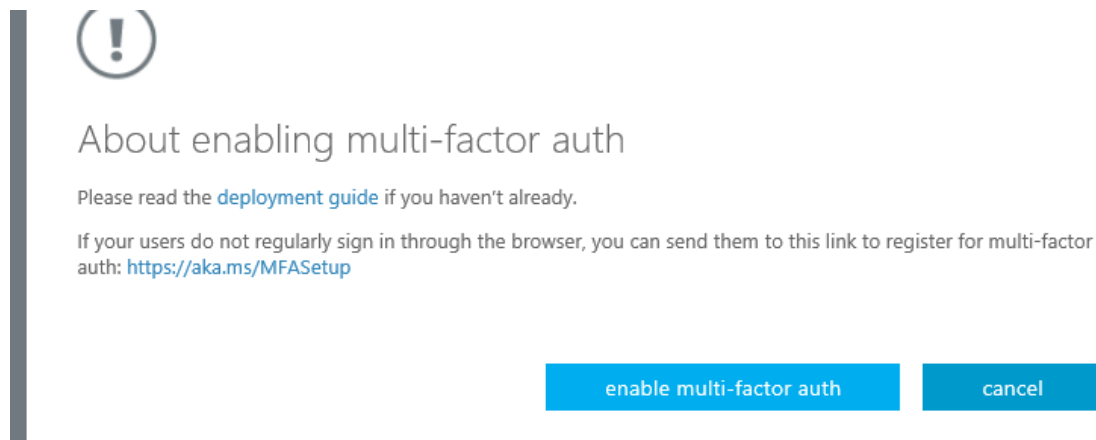 About enabling multi-factor auth
Please read the deployment guide if you haven't already.
If your users do not regularly sign in through the browser, you can send them to this link to register for multi-factor
auth: https://aka.ms/MFASetup
enable multi-factor auth
cancel